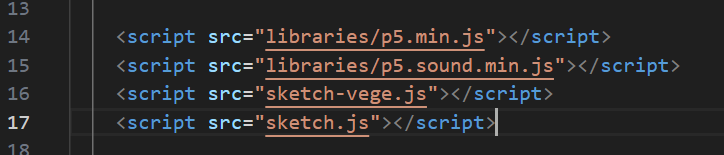 13
14 <script src="libraries/p5.min.js"></script>
15 <script src="libraries/p5.sound.min.js"></script>
16 <script src="sketch-vege.js"></script>
17 <script src="sketch.js"></script>
18